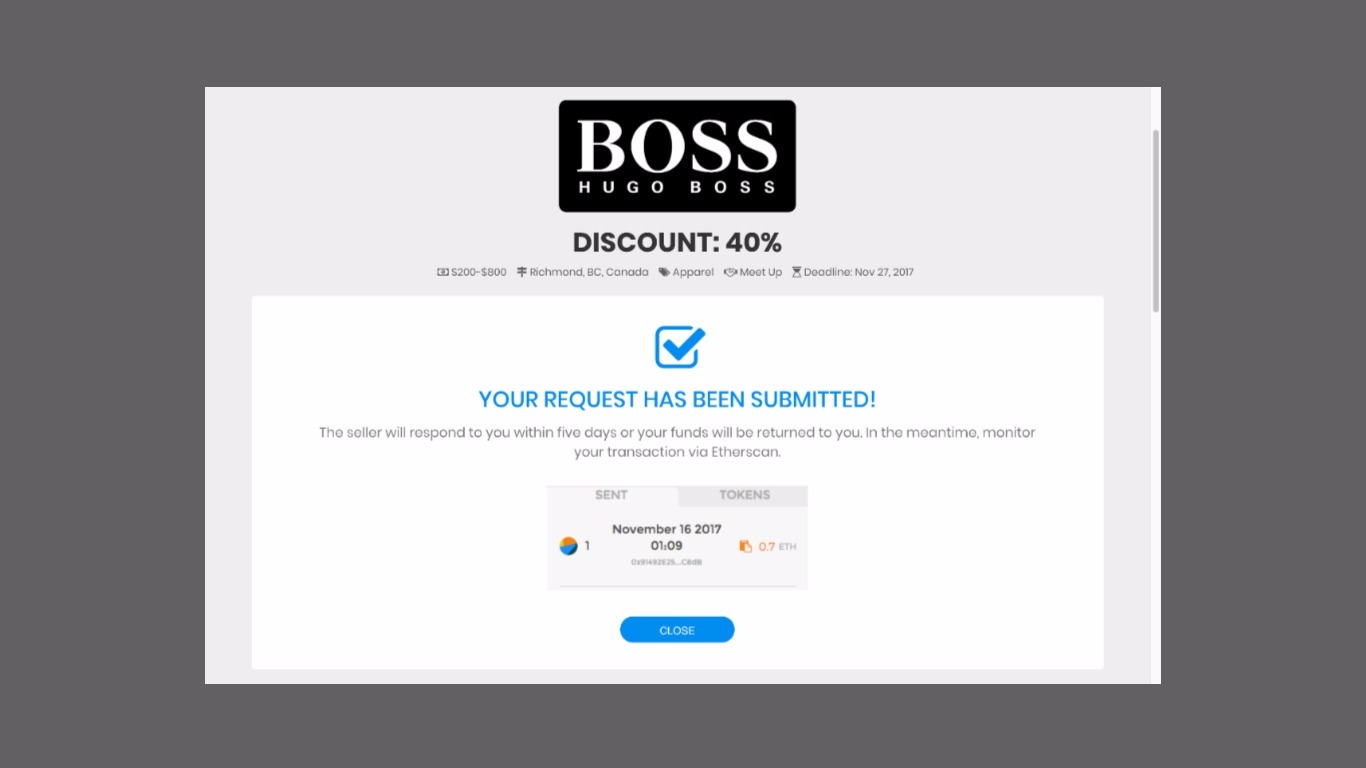 BOSS
HUGO BOSS
DISCOUNT: 40%
$200-$800 Richmond, BC, Canada Apparel Meet Up Deadline: Nov 27, 2017
YOUR REQUEST HAS BEEN SUBMITTED!
The seller will respond to you within five days or your funds will be returned to you. In the meantime, monitor
your transaction via Etherscan.
SENT TOKENS
November 16 2017
1 01:09 0.7 ETH
CLOSE